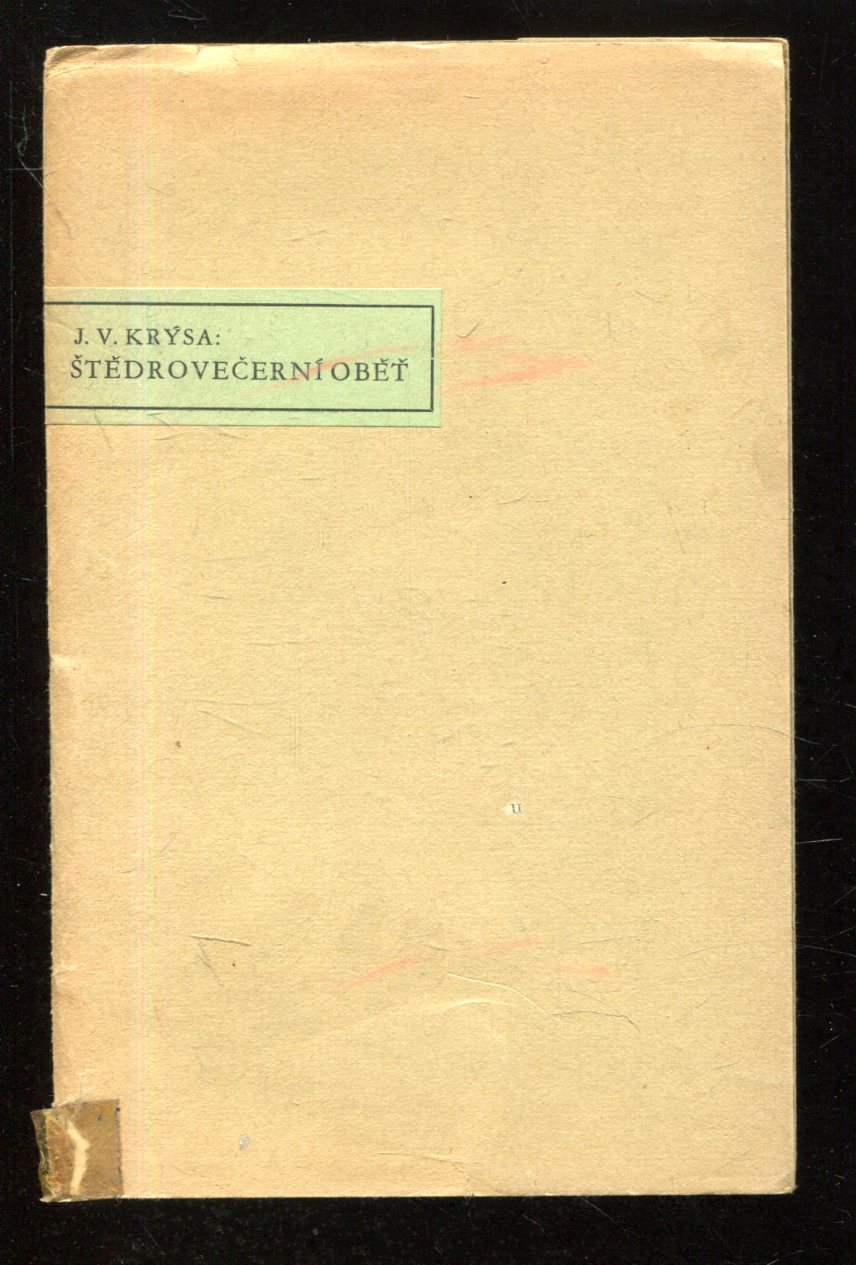 J. V. KRÝSA:
ŠTĚDROVEČERNÍ OBĚŤ
u